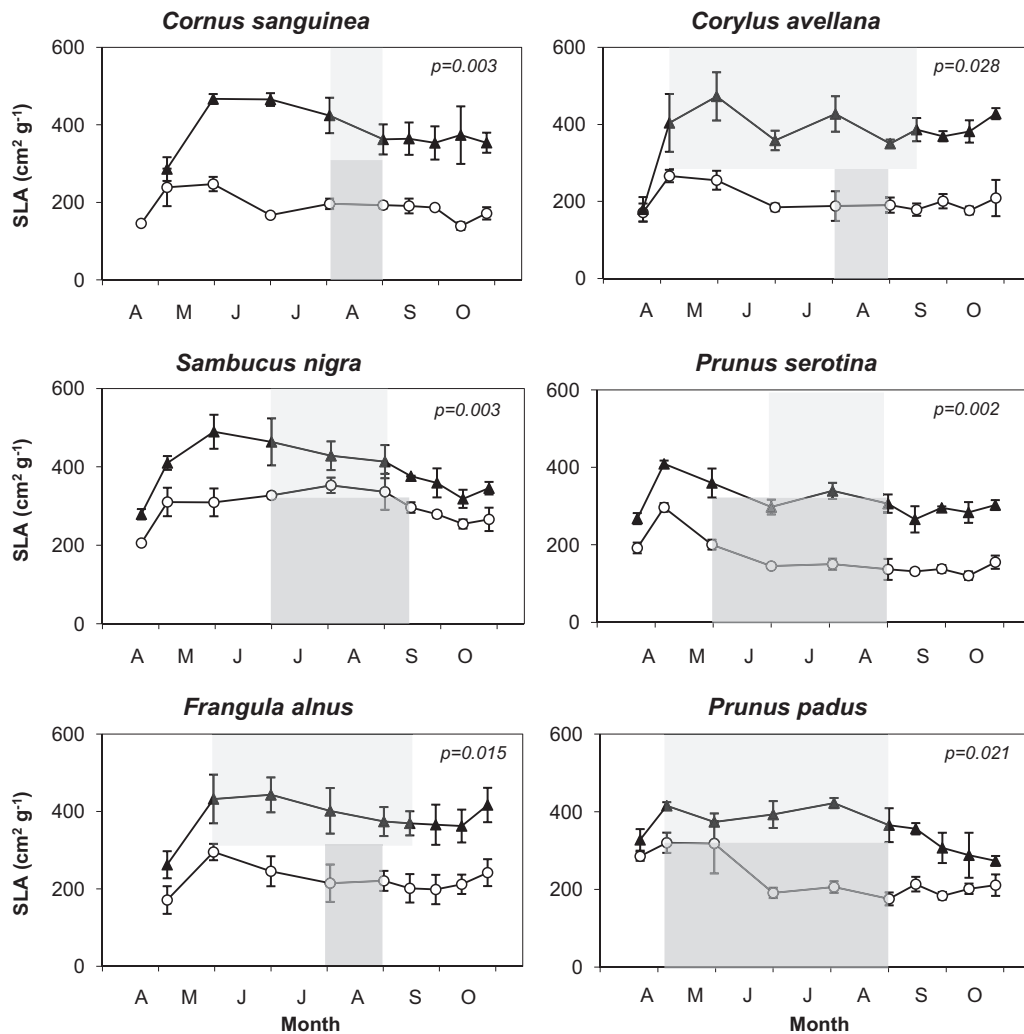 Cornus sanguinea
600
400
200
0
SLA (cm² g⁻¹)
p=0.003
A M J J A S O
Corylus avellana
600
400
200
0
p=0.028
A M J J A S O
Sambucus nigra
600
400
200
0
SLA (cm² g⁻¹)
p=0.003
A M J J A S O
Prunus serotina
600
400
200
0
p=0.002
A M J J A S O
Frangula alnus
600
400
200
0
SLA (cm² g⁻¹)
p=0.015
A M J J A S O
Month
Prunus padus
600
400
200
0
p=0.021
A M J J A S O
Month